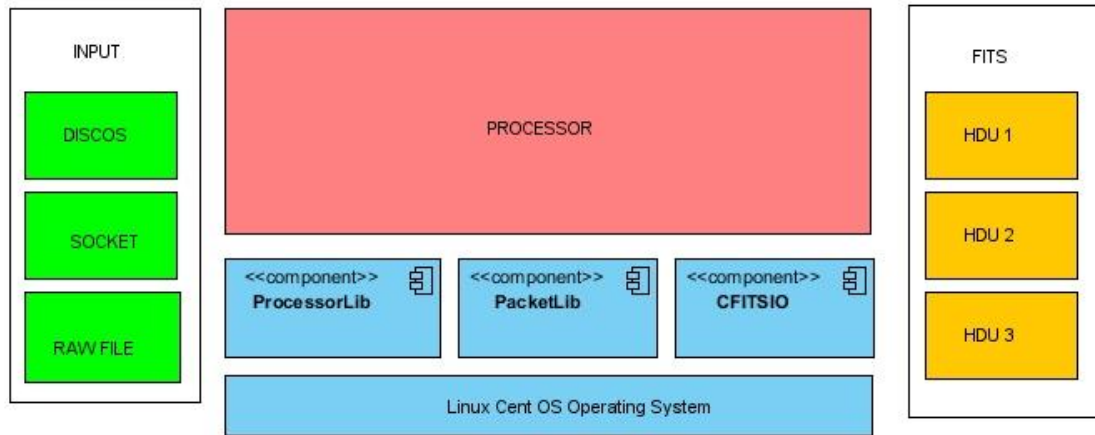 INPUT
DISCOS
SOCKET
RAW FILE
PROCESSOR
<<component>>
ProcessorLib
<<component>>
PacketLib
<<component>>
CFITSIO
Linux Cent OS Operating System
FITS
HDU 1
HDU 2
HDU 3